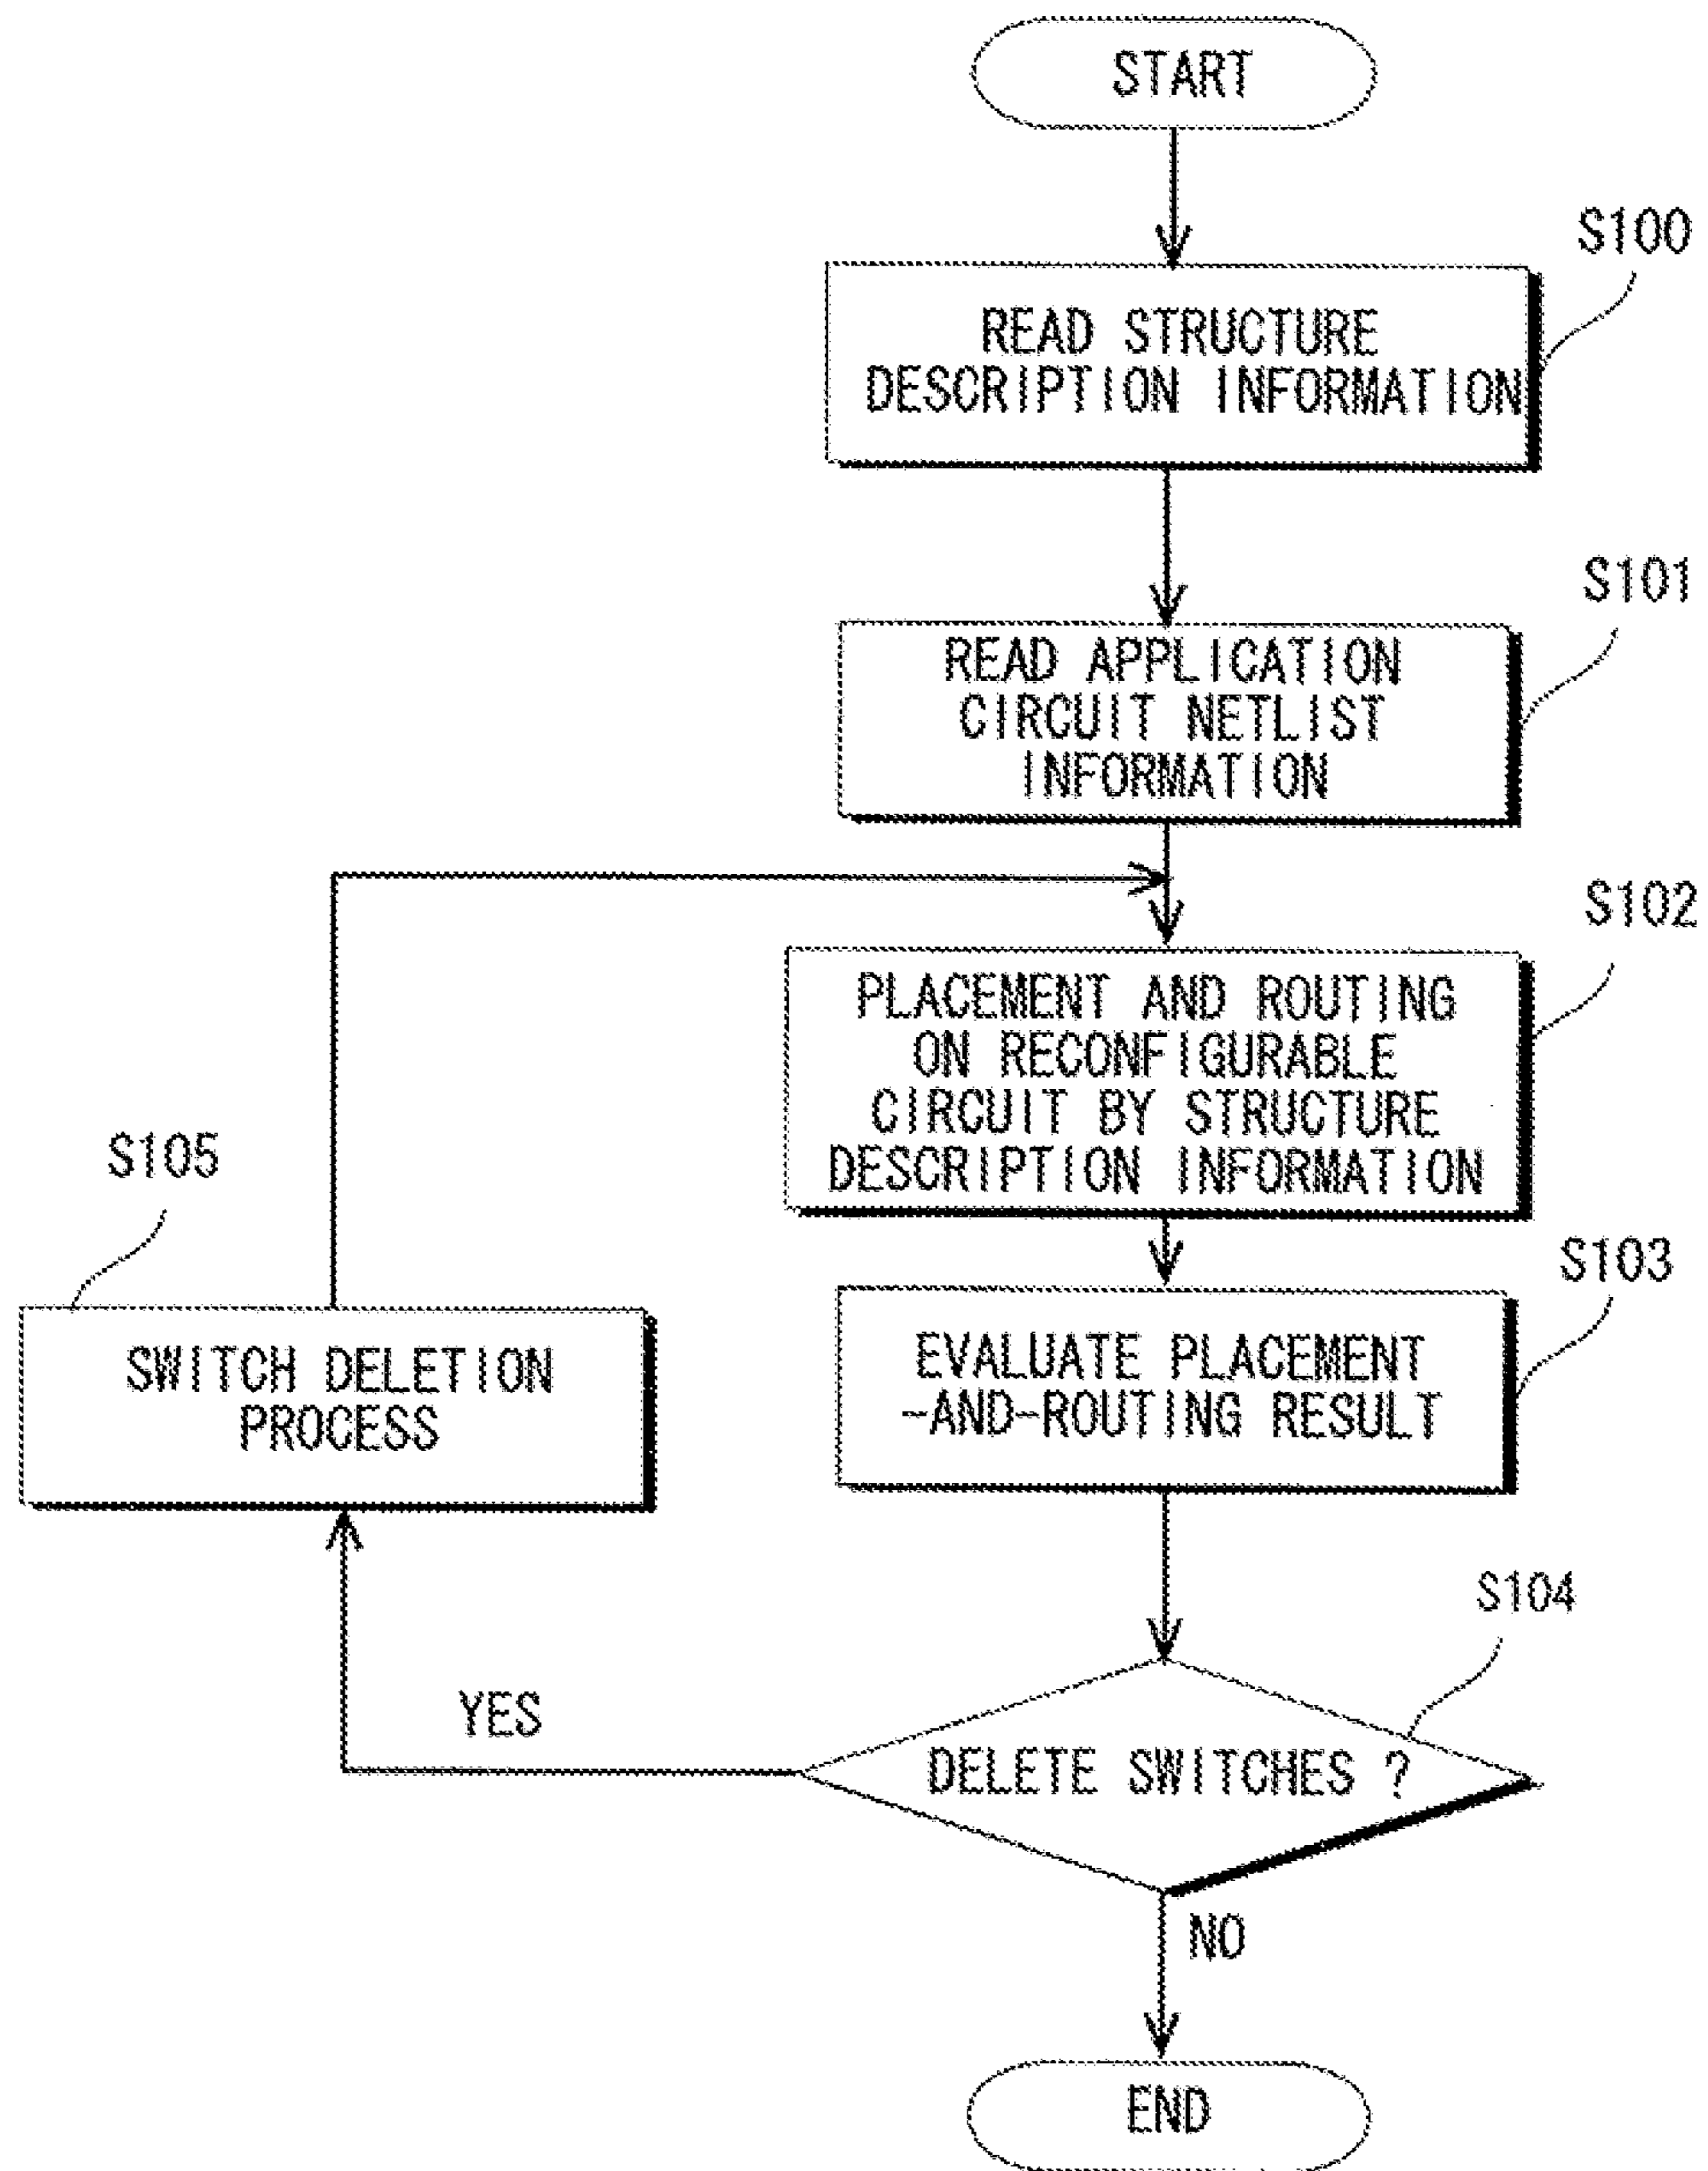 START
S100
READ STRUCTURE
DESCRIPTION INFORMATION
S101
READ APPLICATION
CIRCUIT NETLIST
INFORMATION
S102
PLACEMENT AND ROUTING
ON RECONFIGURABLE
CIRCUIT BY STRUCTURE
DESCRIPTION INFORMATION
S105
SWITCH DELETION
PROCESS
S103
EVALUATE PLACEMENT
-AND-ROUTING RESULT
S104
YES
DELETE SWITCHES ?
NO
END